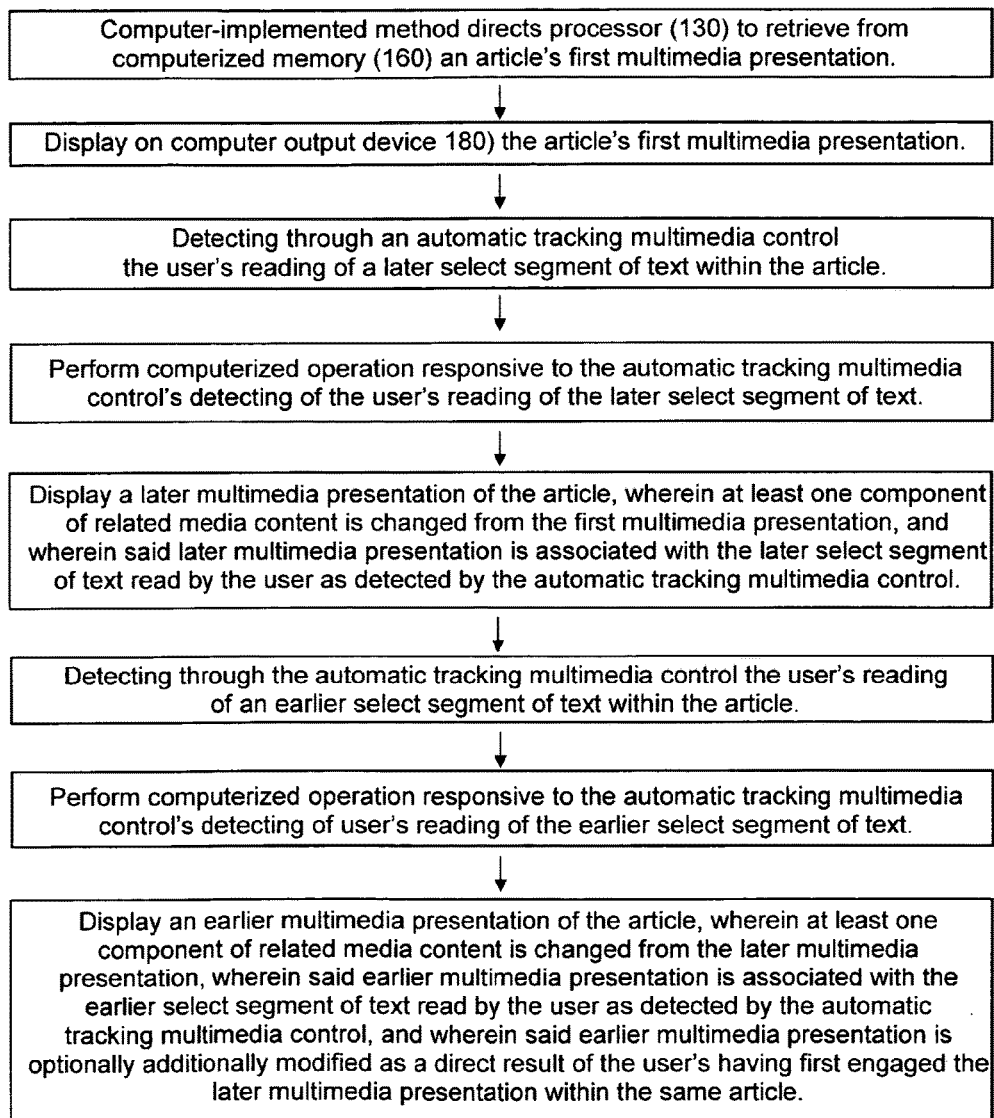 Computer-implemented method directs processor (130) to retrieve from
computerized memory (160) an article's first multimedia presentation.
Display on computer output device 180) the article's first multimedia presentation.
Detecting through an automatic tracking multimedia control
the user's reading of a later select segment of text within the article.
Perform computerized operation responsive to the automatic tracking multimedia
control's detecting of the user's reading of the later select segment of text.
Display a later multimedia presentation of the article, wherein at least one component
of related media content is changed from the first multimedia presentation, and
wherein said later multimedia presentation is associated with the later select segment
of text read by the user as detected by the automatic tracking multimedia control.
Detecting through the automatic tracking multimedia control the user's reading
of an earlier select segment of text within the article.
Perform computerized operation responsive to the automatic tracking multimedia
control's detecting of user's reading of the earlier select segment of text.
Display an earlier multimedia presentation of the article, wherein at least one
component of related media content is changed from the later multimedia
presentation, wherein said earlier multimedia presentation is associated with the
earlier select segment of text read by the user as detected by the automatic
tracking multimedia control, and wherein said earlier multimedia presentation is
optionally additionally modified as a direct result of the user's having first engaged the
later multimedia presentation within the same article.